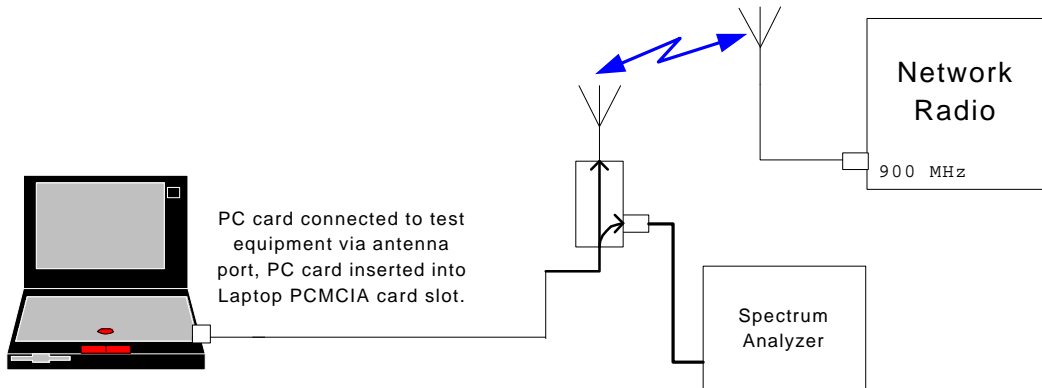 Network
Radio
900 MHz
PC card connected to test
equipment via antenna
port, PC card inserted into
Laptop PCMCIA card slot.
Spectrum
Analyzer